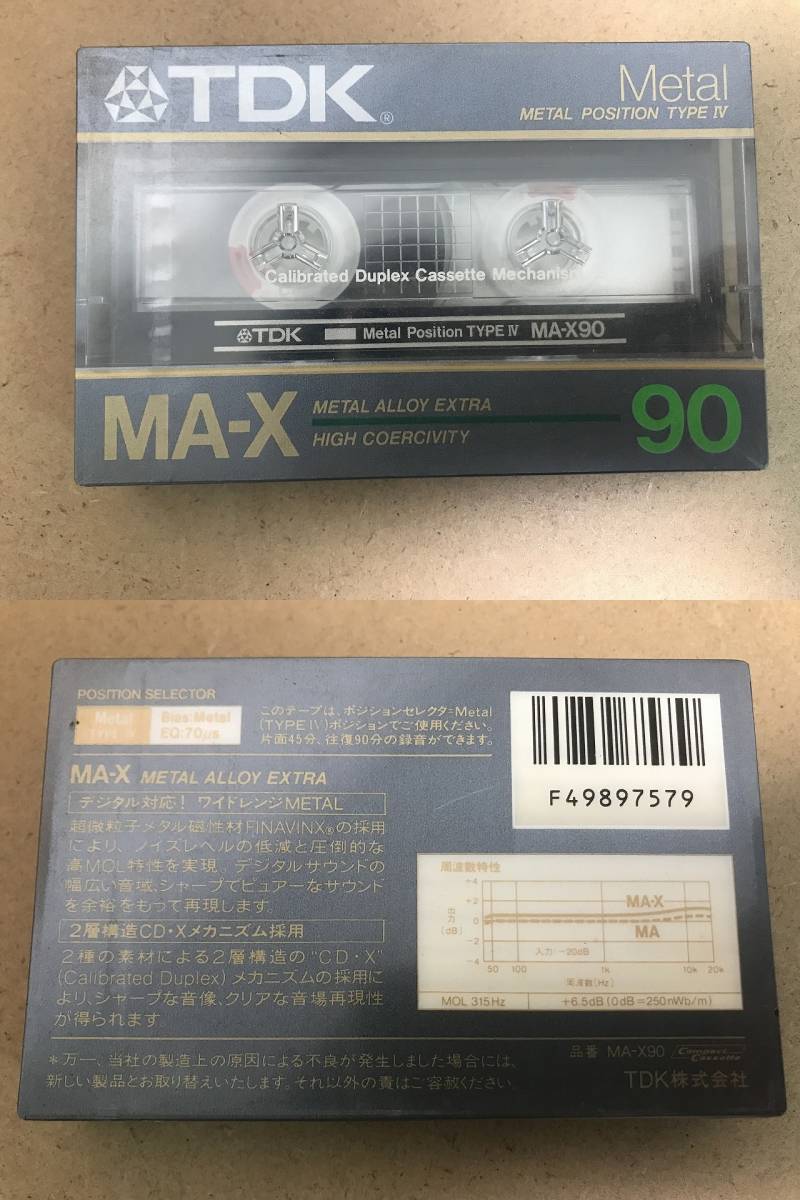 TDK®
Metal
METAL POSITION TYPE IV
Calibrated Duplex Cassette Mechanism
TDK Metal Position TYPE IV MA-X90
MA-X
METAL ALLOY EXTRA
HIGH COERCIVITY
90
POSITION SELECTOR
Metal
TYPE IV
Bias:Metal
EQ:70μs
このテープは、ポジションセレクタ=Metal
(TYPE IV)ポジションでご使用ください。
片面45分、往復90分の録音ができます。
MA-X METAL ALLOY EXTRA
デジタル対応! ワイドレンジMETAL
超微粒子メタル磁性材FINAVINX®の採用
により、ノイズレベルの低減と圧倒的な
高MOL特性を実現。デジタルサウンドの
幅広い音域、シャープでピュアーなサウンド
を余裕をもって再現します。
2層構造CD・Xメカニズム採用
2種の素材による2層構造の“CD・X”
(Calibrated Duplex)メカニズムの採用に
より、シャープな音像、クリアな音場再現性
が得られます
F49897579
周波数特性
+4
+2
0
-2
-4
出力
(dB)
MA-X
MA
入力:-20dB
50 100 1k 10k 20k
周波数(Hz)
MOL 315Hz +6.5dB(0dB=250nWb/m)
*万一、当社の製造上の原因による不良が発生しました場合には、
新しい製品とお取り替えいたします。それ以外の責はご容赦ください。
品番 MA-X90 Compact Cassette
TDK株式会社